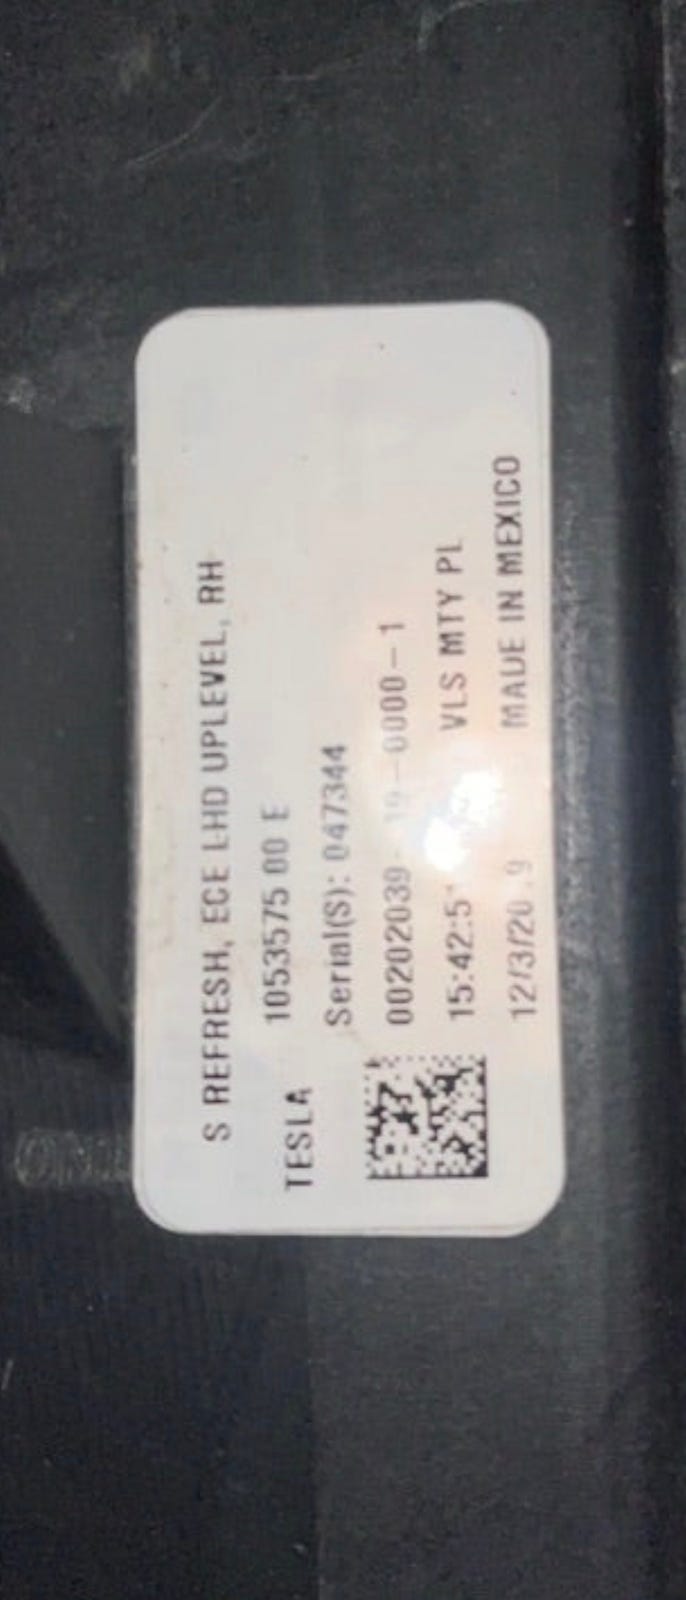 S REFRESH, ECE LHD UPLEVEL, RH
TESLA 1053575 00 E
Serial(S): 047344
00202039-19-0000-1
VLS MTY PL
MADE IN MEXICO